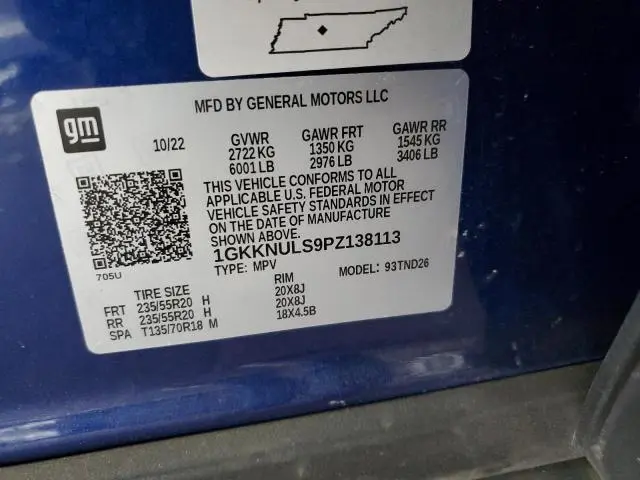 MFD BY GENERAL MOTORS LLC
gm
10/22 GVWR GAWR FRT GAWR RR
2722 KG 1350 KG 1545 KG
6001 LB 2976 LB 3406 LB
THIS VEHICLE CONFORMS TO ALL
APPLICABLE U.S. FEDERAL MOTOR
VEHICLE SAFETY STANDARDS IN EFFECT
ON THE DATE OF MANUFACTURE
SHOWN ABOVE.
1GKKNULS9PZ138113
705U
TYPE: MPV MODEL: 93TND26
TIRE SIZE RIM
FRT 235/55R20 H 20X8J
RR 235/55R20 H 20X8J
SPA T135/70R18 M 18X4.5B